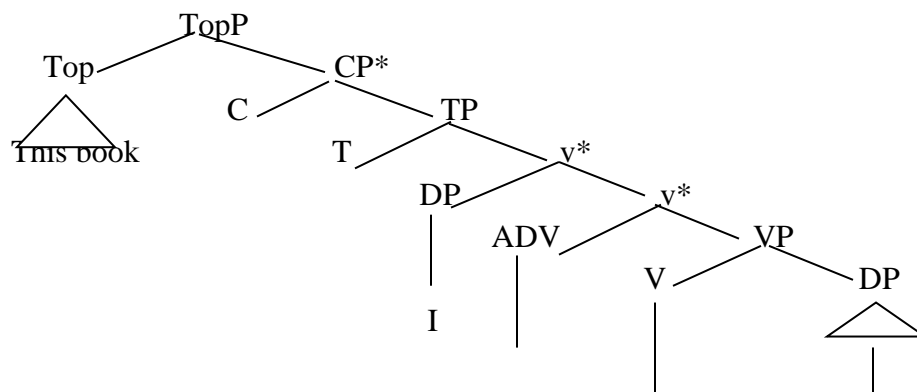 TopP
Top CP*
C TP
This book
T v*
DP v*
ADV VP
V DP
I